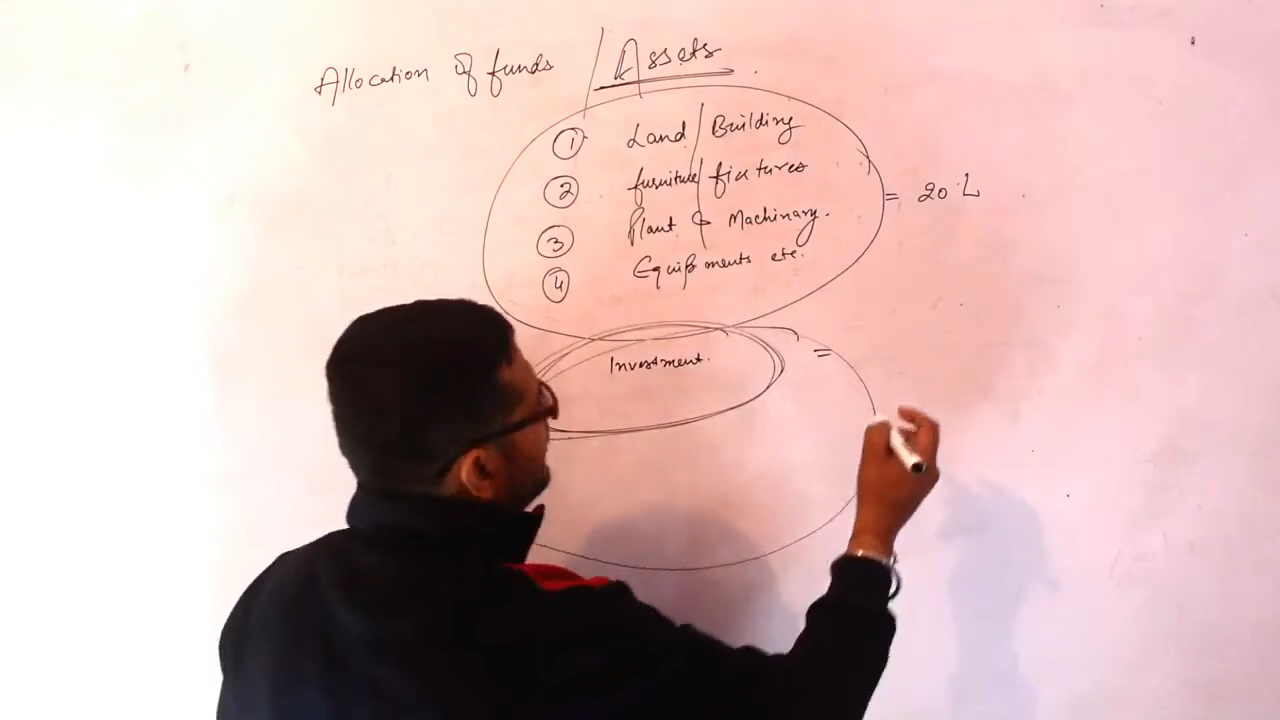 Allocation of funds / Assets
① Land / Building
② furniture / fixtures = 20 L
③ Plant & Machinary.
④ Equipments etc.
Investment. =